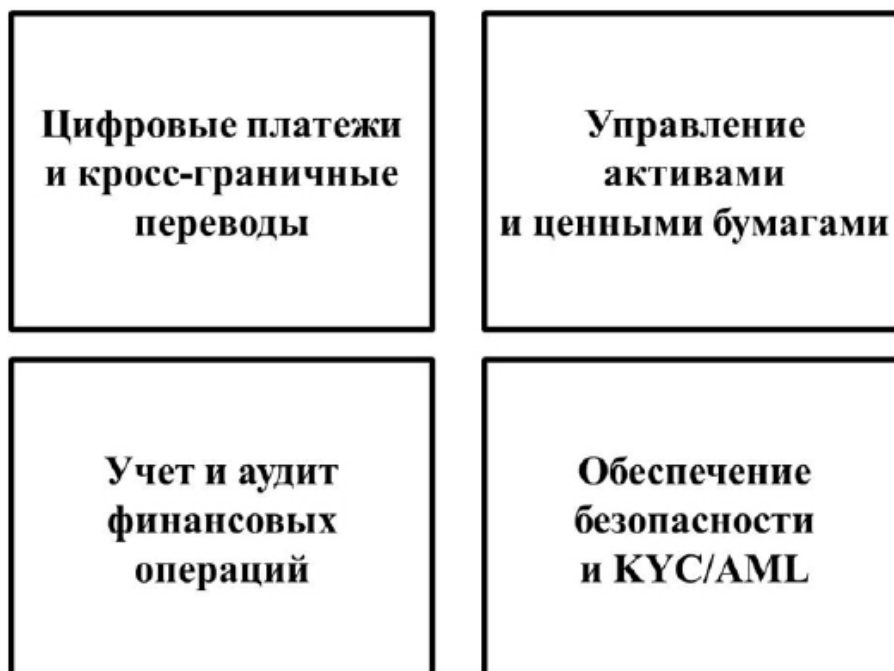 Цифровые платежи
и кросс-граничные
переводы
Управление
активами
и ценными бумагами
Учет и аудит
финансовых
операций
Обеспечение
безопасности
и KYC/AML